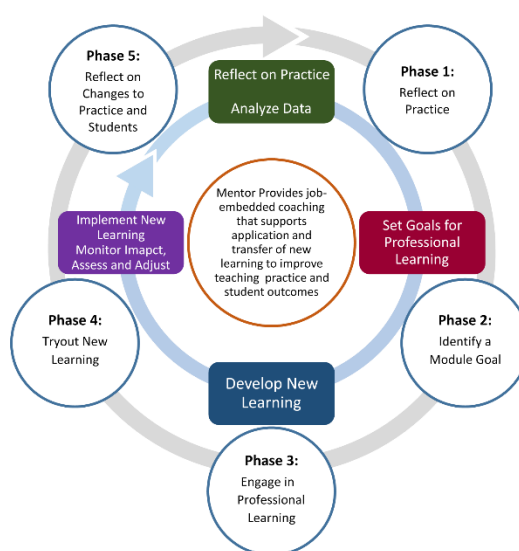 Phase 5:
Reflect on
Changes to
Practice and
Students
Reflect on Practice
Analyze Data
Phase 1:
Reflect on
Practice
Implement New
Learning
Monitor Imapct,
Assess and Adjust
Mentor Provides job-
embedded coaching
that supports
application and
transfer of new
learning to improve
teaching practice and
student outcomes
Set Goals for
Professional
Learning
Phase 4:
Tryout New
Learning
Phase 2:
Identify a
Module Goal
Develop New
Learning
Phase 3:
Engage in
Professional
Learning